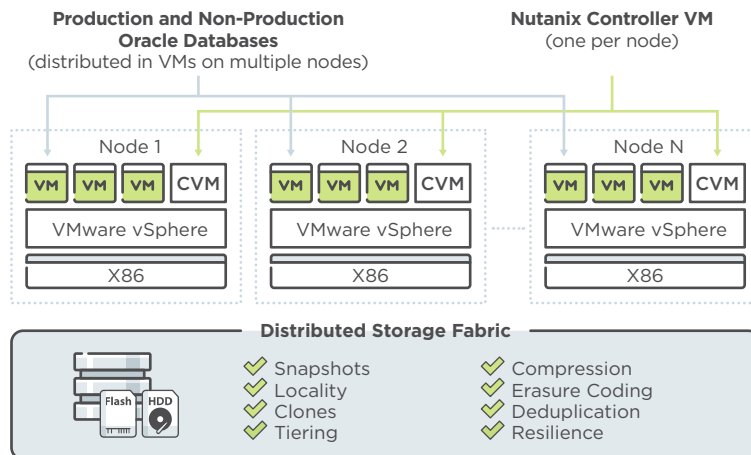 Production and Non-Production
Oracle Databases
(distributed in VMs on multiple nodes)
Nutanix Controller VM
(one per node)
Node 1
VM VM VM CVM
VMware vSphere
X86
Node 2
VM VM VM CVM
VMware vSphere
X86
Node N
VM VM VM CVM
VMware vSphere
X86
Distributed Storage Fabric
Flash HDD
Snapshots
Locality
Clones
Tiering
Compression
Erasure Coding
Deduplication
Resilience